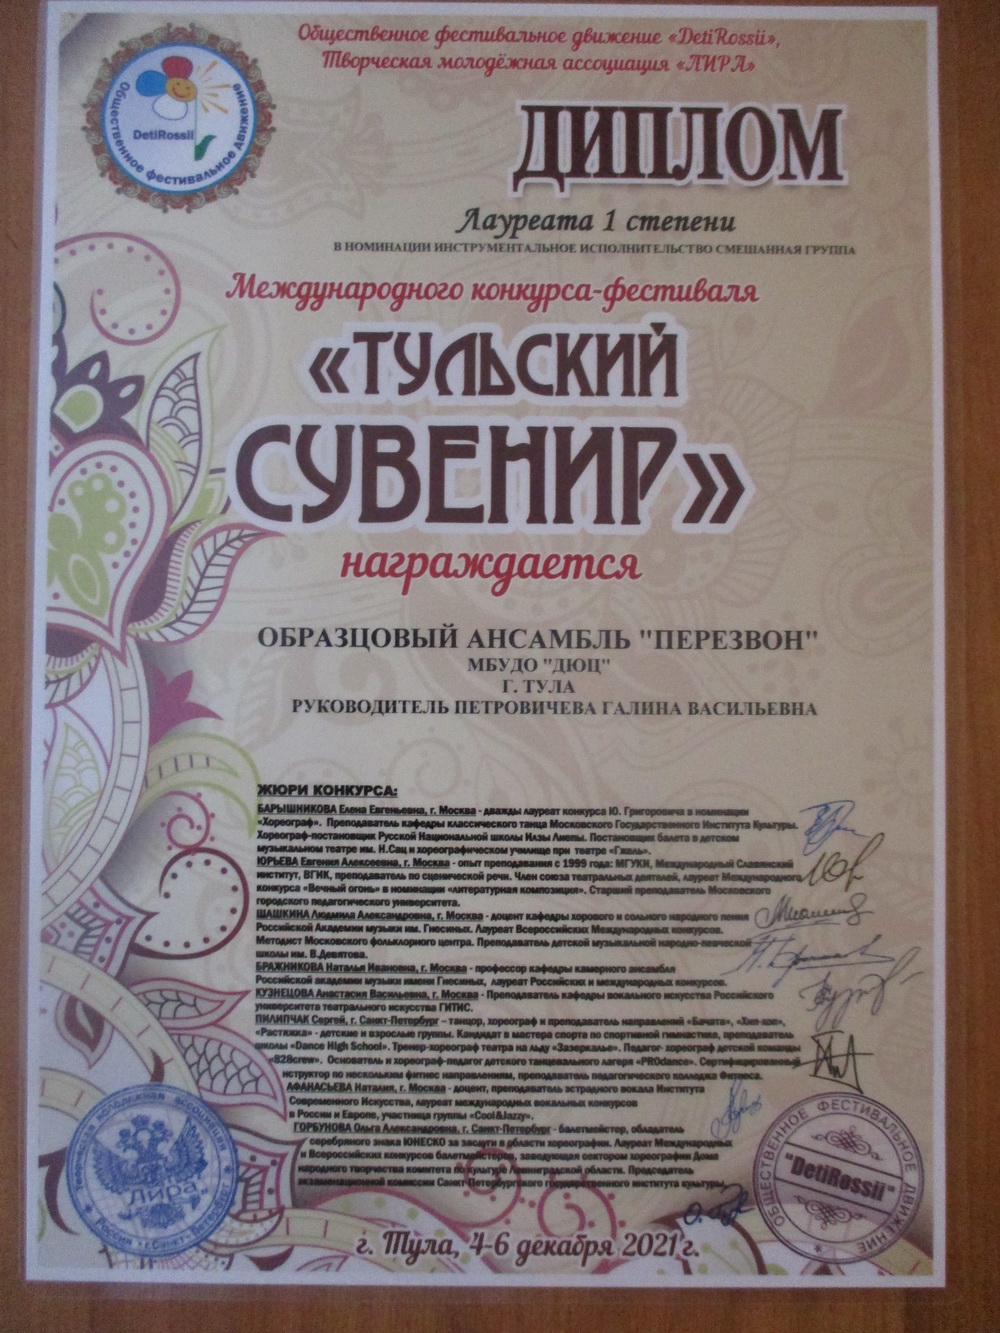 Общественное фестивальное движение «DetiRossii»,
Творческая молодёжная ассоциация «ЛИРА»
Общественное фестивальное движение
DetiRossii
ДИПЛОМ
Лауреата 1 степени
В НОМИНАЦИИ ИНСТРУМЕНТАЛЬНОЕ ИСПОЛНИТЕЛЬСТВО СМЕШАННАЯ ГРУППА
Международного конкурса-фестиваля
«ТУЛЬСКИЙ
СУВЕНИР»
награждается
ОБРАЗЦОВЫЙ АНСАМБЛЬ "ПЕРЕЗВОН"
МБУДО "ДЮЦ"
Г. ТУЛА
РУКОВОДИТЕЛЬ ПЕТРОВИЧЕВА ГАЛИНА ВАСИЛЬЕВНА
ЖЮРИ КОНКУРСА:
БАРЫШНИКОВА Елена Евгеньевна, г. Москва - дважды лауреат конкурса Ю. Григоровича в номинации
«Хореограф». Преподаватель кафедры классического танца Московского Государственного Института Культуры.
Хореограф-постановщик Русской Национальной школы Илзы Лиепы. Постановщик балета в детском
музыкальном театре им. Н.Сац и хореографическом училище при театре «Гжель».
ЮРЬЕВА Евгения Алексеевна, г. Москва - опыт преподавания с 1999 года: МГУКИ, Международный Славянский
институт, ВГИК, преподаватель по сценической речи. Член союза театральных деятелей, лауреат Международного
конкурса «Вечный огонь» в номинации «литературная композиция». Старший преподаватель Московского
городского педагогического университета.
ШАШКИНА Людмила Александровна, г. Москва - доцент кафедры хорового и сольного народного пения
Российской Академии музыки им. Гнесиных. Лауреат Всероссийских Международных конкурсов.
Методист Московского фольклорного центра. Преподаватель детской музыкальной народно-певческой
школы им. В.Девятова.
БРАЖНИКОВА Наталья Ивановна, г. Москва - профессор кафедры камерного ансамбля
Российской академии музыки имени Гнесиных, лауреат Российских и международных конкурсов.
КУЗНЕЦОВА Анастасия Васильевна, г. Москва - Преподаватель кафедры вокального искусства Российского
университета театрального искусства ГИТИС.
ПИЛИПЧАК Сергей, г. Санкт-Петербург – танцор, хореограф и преподаватель направлений «Бачата», «Хип-хоп»,
«Растяжка» - детские и взрослые группы. Кандидат в мастера спорта по спортивной гимнастике, преподаватель
школы «Dance High School». Тренер-хореограф театра на льду «Зазеркалье». Педагог- хореограф детской команды
«828crew». Основатель и хореограф-педагог детского танцевального лагеря «PROdance». Сертифицированный
нструктор по нескольким фитнес направлениям, преподаватель педагогического колледжа Фитнеса.
АФАНАСЬЕВА Наталия, г. Москва - доцент, преподаватель эстрадного вокала Института
Современного Искусства, лауреат международных вокальных конкурсов
в России и Европе, участница группы «Cool&Jazzy».
ГОРБУНОВА Ольга Александровна, г. Санкт-Петербург - балетмейстер, обладатель
серебряного знака ЮНЕСКО за заслуги в области хореографии. Лауреат Международных
и Всероссийских конкурсов балетмейстеров, заведующая сектором хореографии Дома
народного творчества комитета по культуре Ленинградской области. Председатель
экзаменационной комиссии Санкт-Петербургского государственного института культуры.
Творческая молодёжная ассоциация
Лира
Россия г.Санкт-Петербург
ОБЩЕСТВЕННОЕ ФЕСТИВАЛЬНОЕ ДВИЖЕНИЕ
"DetiRossii"
г. Тула, 4-6 декабря 2021 г.